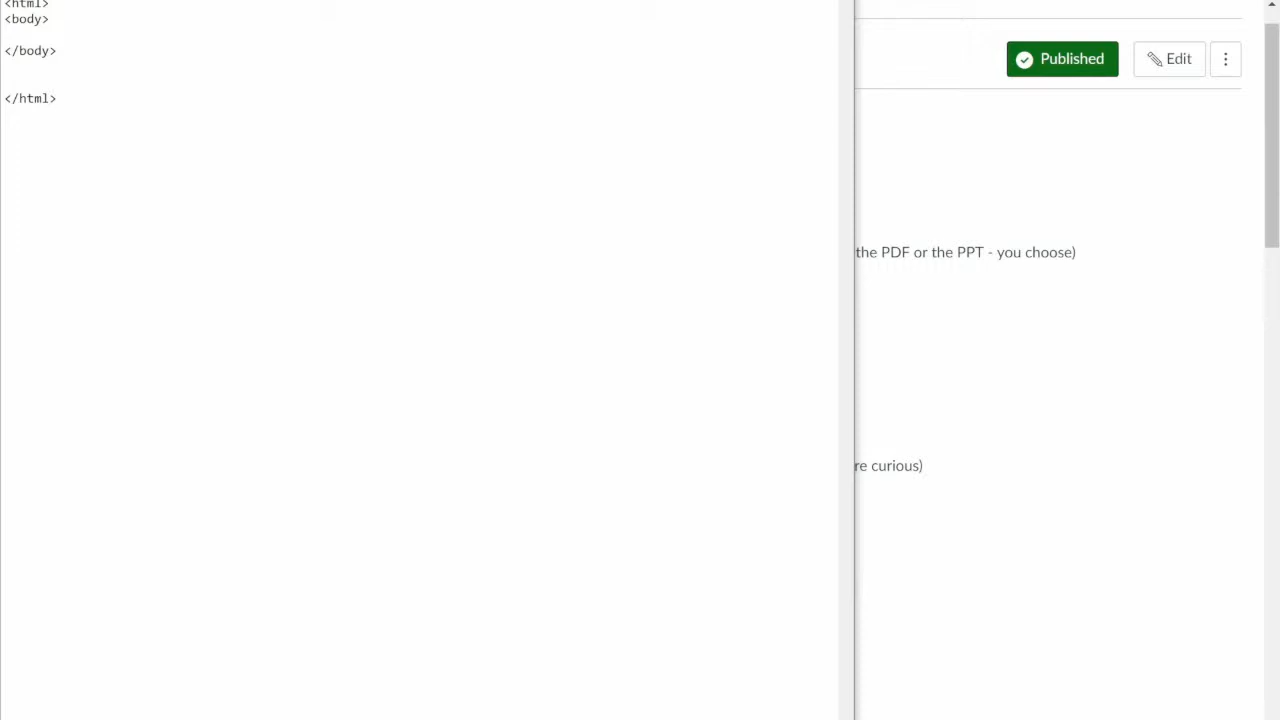 <html>
<body>
</body>
</html>
Published
Edit
the PDF or the PPT - you choose)
re curious)